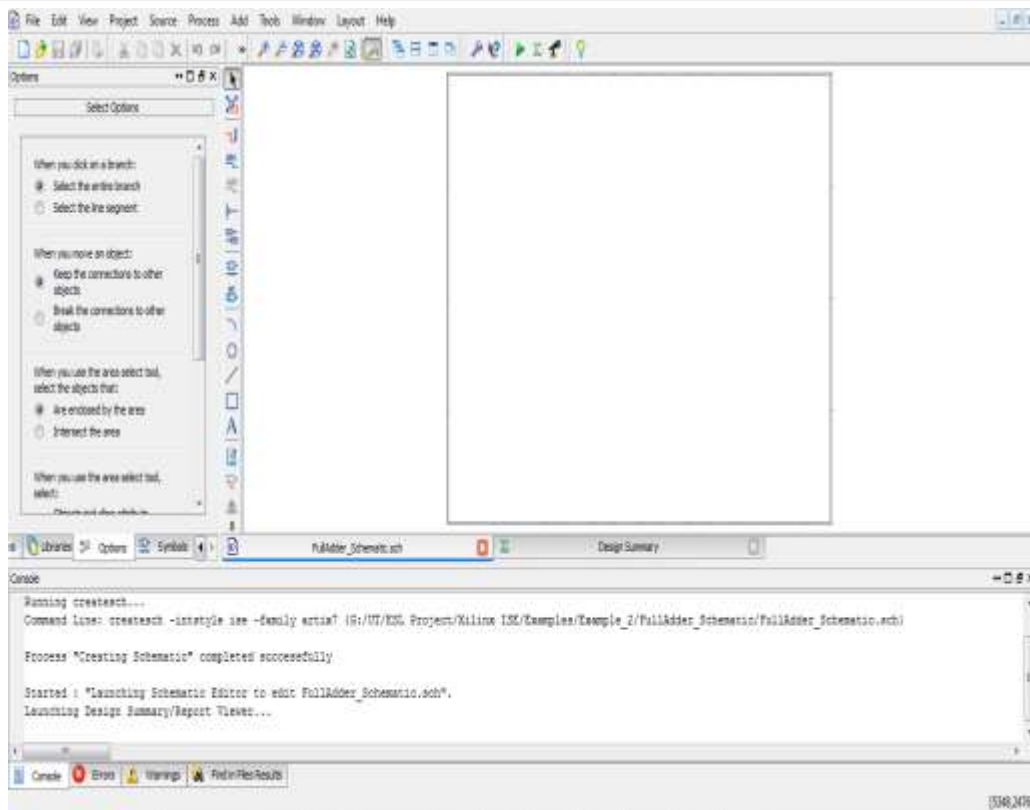 File Edit View Project Source Process Add Tools Window Layout Help
Options
Select Options
When you click on a branch:
Select the entire branch
Select the line segment
When you move an object:
Keep the connections to other
objects
Break the connections to other
objects
When you use the area select tool,
select the objects that:
Are enclosed by the area
Intersect the area
When you use the area select tool,
select:
Libraries Options Symbols
FullAdder_Schematic.sch
Design Summary
Console
Running createsch...
Command Line: createsch -intstyle ise -family artix7 {G:/UT/ESL Project/Xilinx ISE/Examples/Example_2/FullAdder_Schematic/FullAdder_Schematic.sch}
Process "Creating Schematic" completed successfully
Started : "Launching Schematic Editor to edit FullAdder_Schematic.sch".
Launching Design Summary/Report Viewer...
Console Errors Warnings Find in Files Results